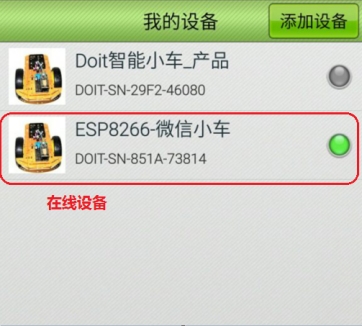 我的设备
添加设备
Doit智能小车_产品
DOIT-SN-29F2-46080
ESP8266-微信小车
DOIT-SN-851A-73814
在线设备